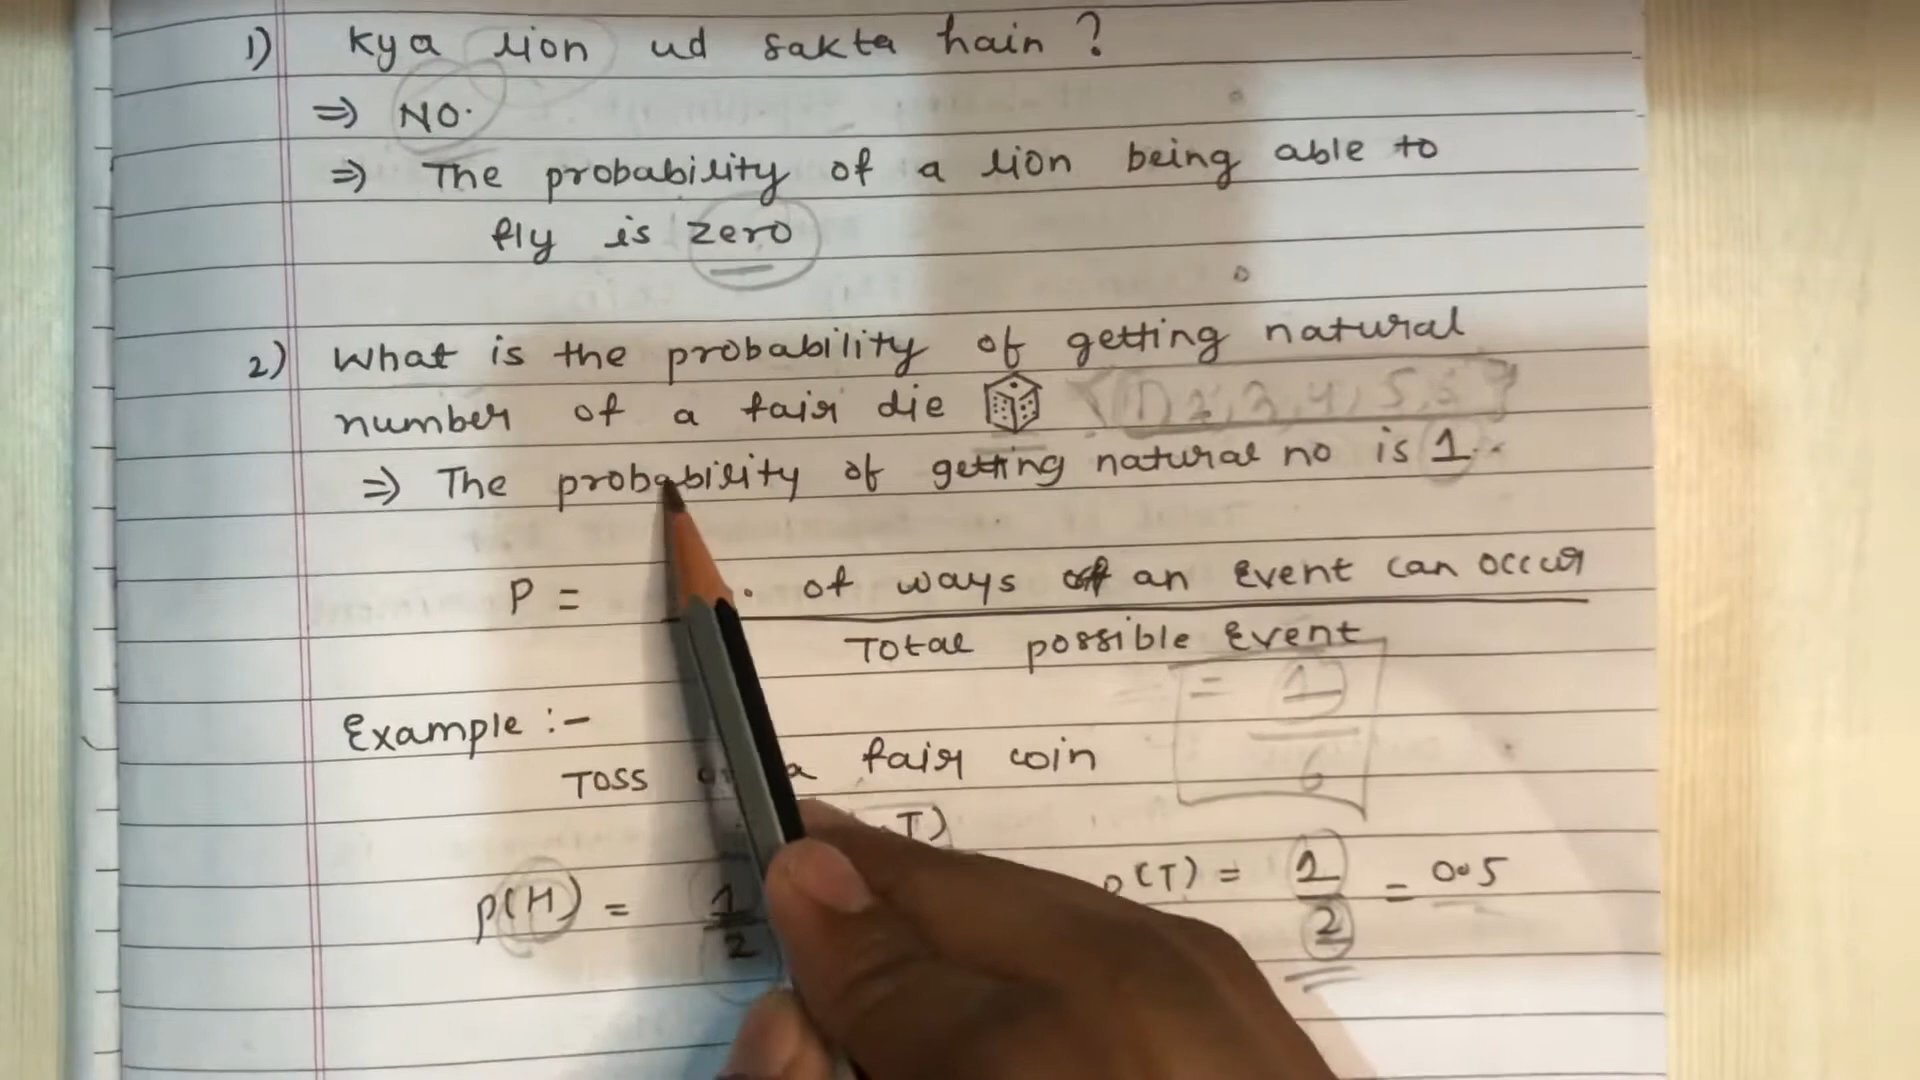 1) Kya lion ud sakta hain ?
⇒ NO.
⇒ The probability of a lion being able to
fly is zero
2) What is the probability of getting natural
number of a fair die {1, 2, 3, 4, 5, 6}
⇒ The probability of getting natural no is 1.
P = . of ways of an Event can occur
Total possible Event
= 1
6
Example :-
Toss a fair coin
T)
P(H) = 1/2 P(T) = 1/2 = 0.5